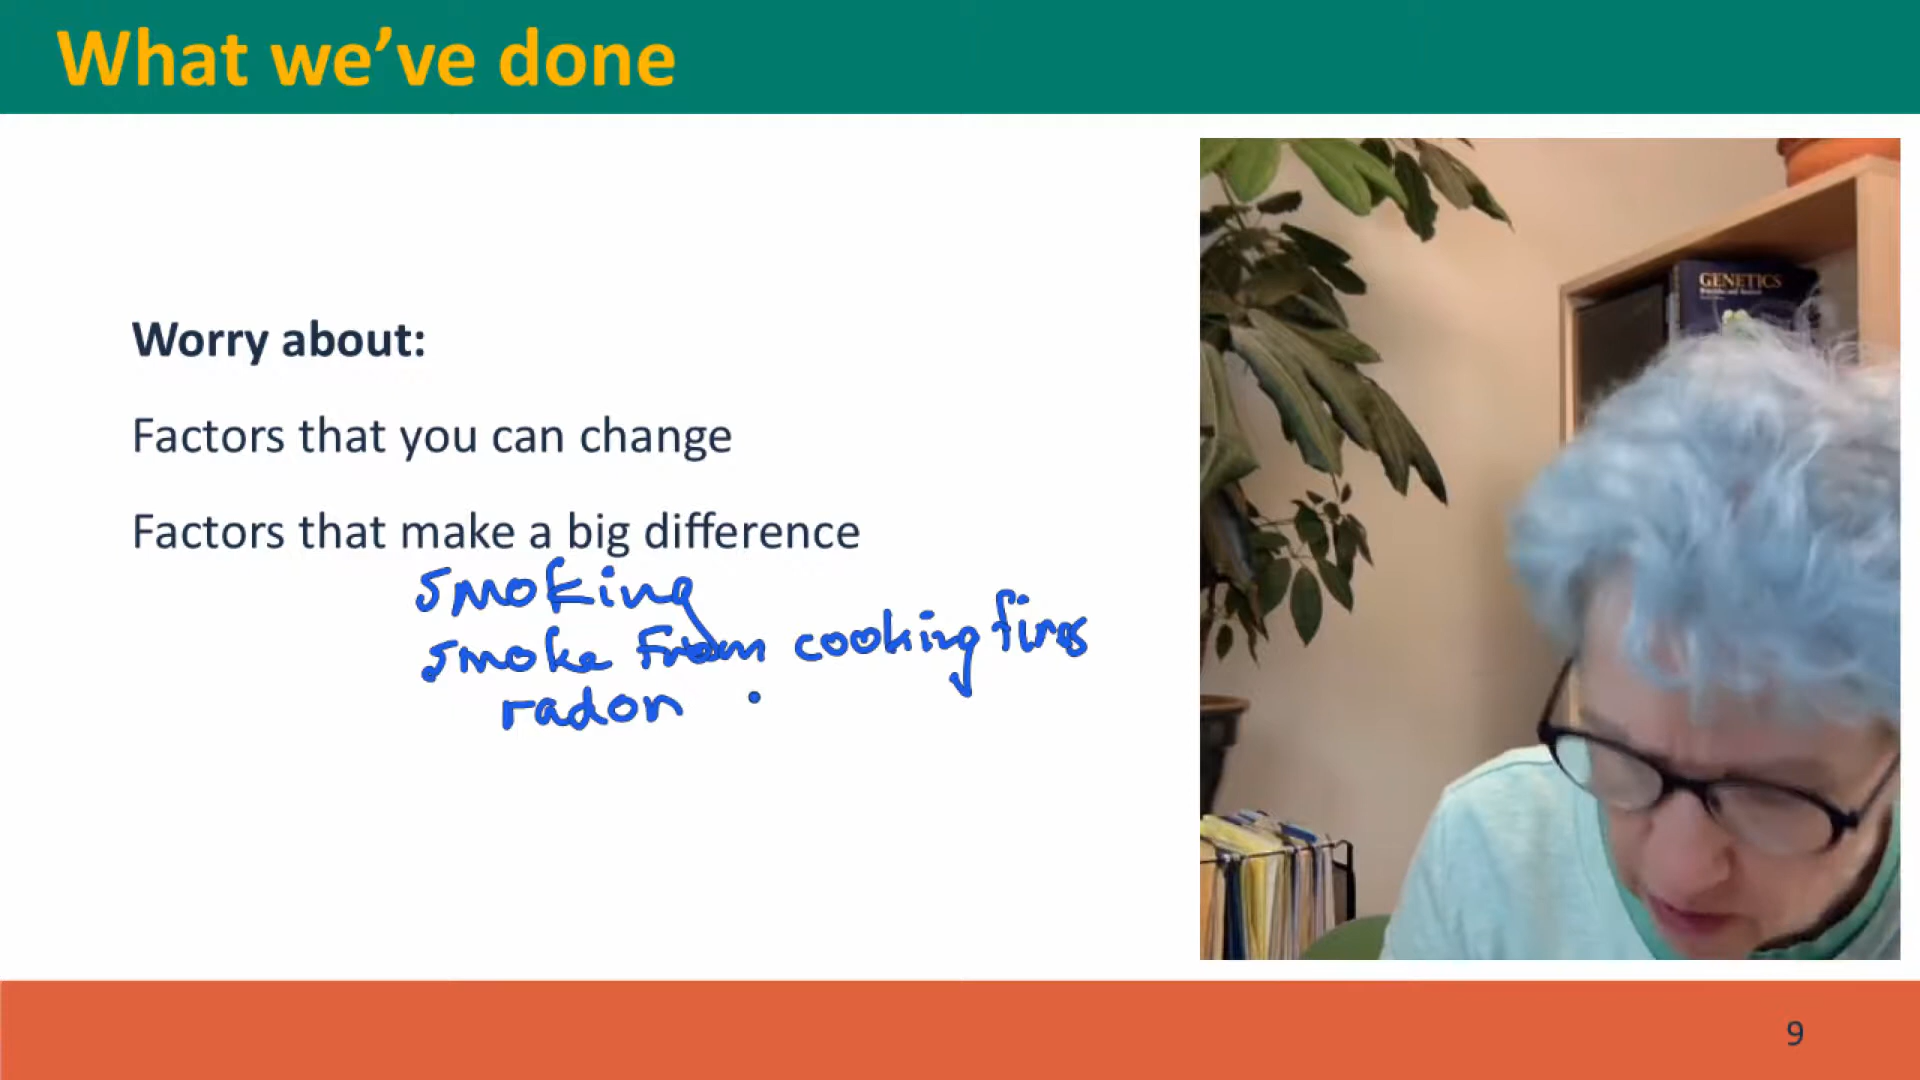 What we've done
Worry about:
Factors that you can change
Factors that make a big difference
smoking
smoke from cooking fires
radon
GENETICS
9